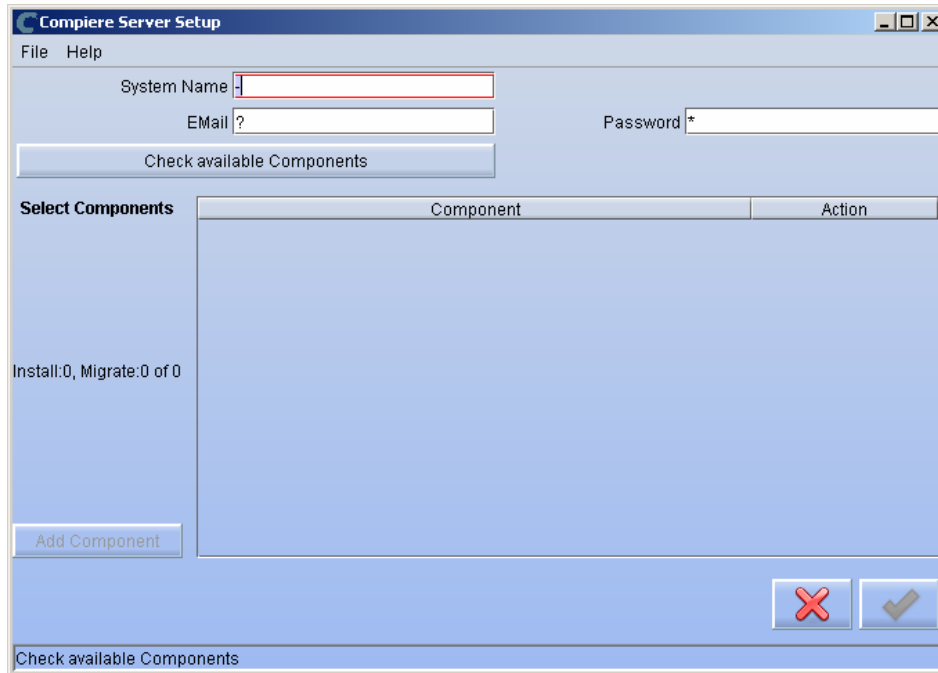 Compiere Server Setup
File Help
System Name -
EMail ? Password *
Check available Components
Select Components Component Action
Install:0, Migrate:0 of 0
Add Component
Check available Components